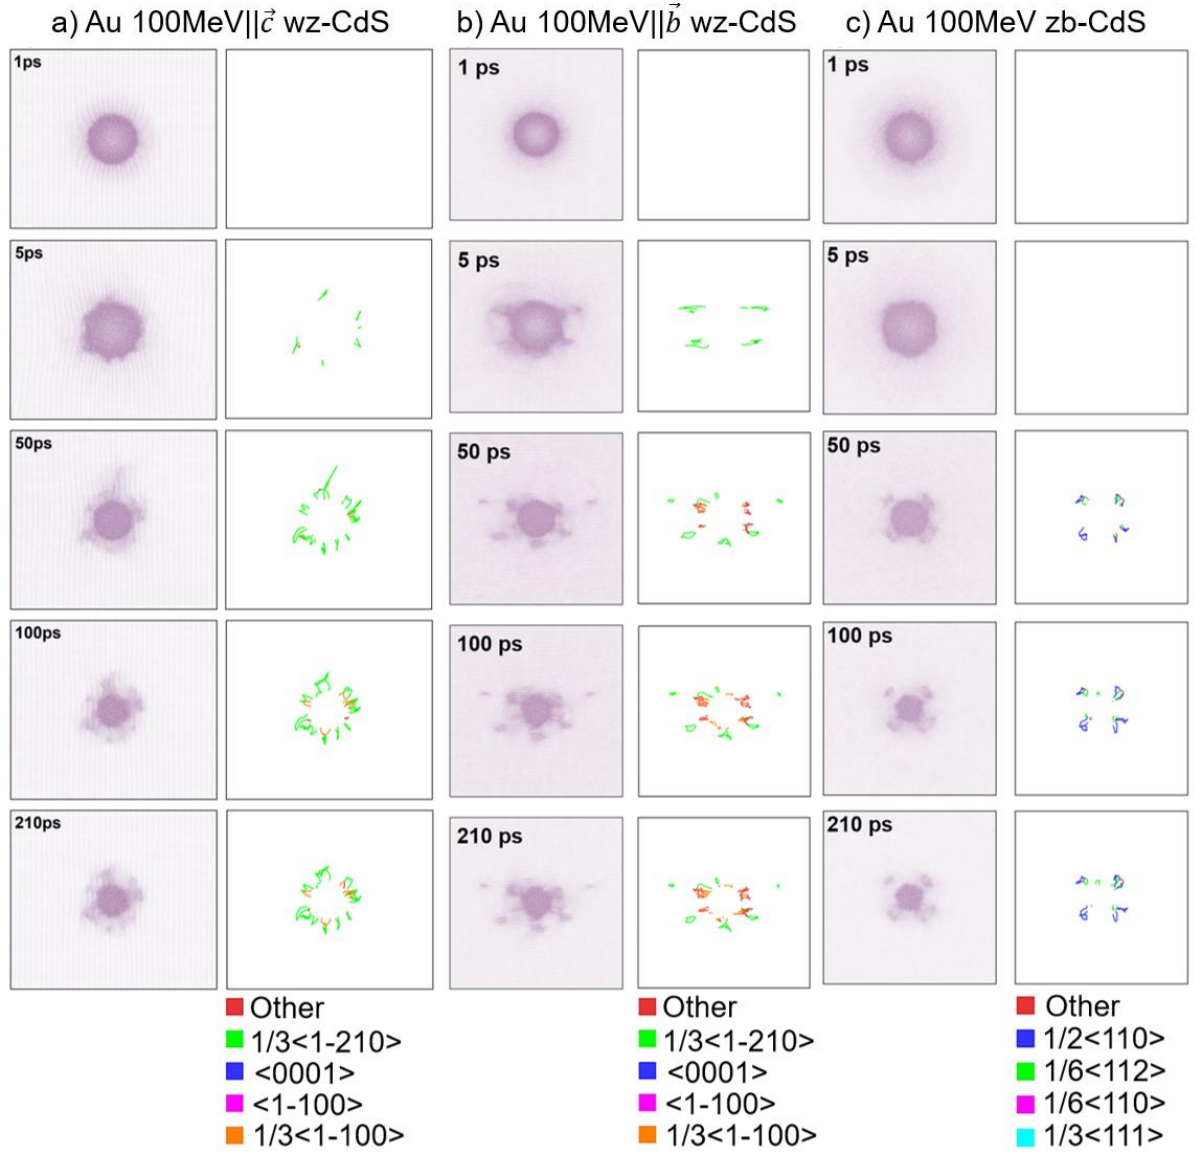 a) Au 100MeV||c⃗ wz-CdS
b) Au 100MeV||b⃗ wz-CdS
c) Au 100MeV zb-CdS
1ps
1 ps
1 ps
5ps
5 ps
5 ps
50ps
50 ps
50 ps
100ps
100 ps
100 ps
210ps
210 ps
210 ps
Other
1/3<1-210>
<0001>
<1-100>
1/3<1-100>
Other
1/3<1-210>
<0001>
<1-100>
1/3<1-100>
Other
1/2<110>
1/6<112>
1/6<110>
1/3<111>